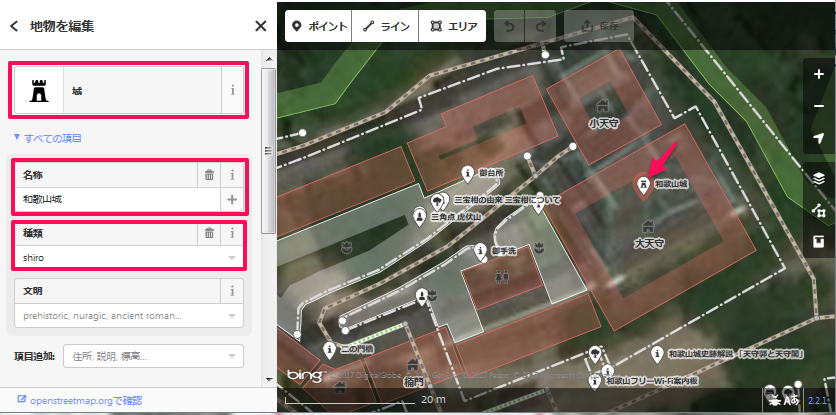 地物を編集
城
すべての項目
名称
和歌山城
種類
shiro
文明
prehistoric, nuragic, ancient roman...
項目追加:
住所, 説明, 標高...
openstreetmap.orgで確認
ポイント
ライン
エリア
保存
小天守
御台所
和歌山城
三宝柑の由来 三宝柑について
三角点 虎伏山
大天守
御手洗
二の門櫓
和歌山城史跡解説 「天守郭と天守閣」
和歌山フリーWi-Fi案内板
bing
20 m
2.2.1